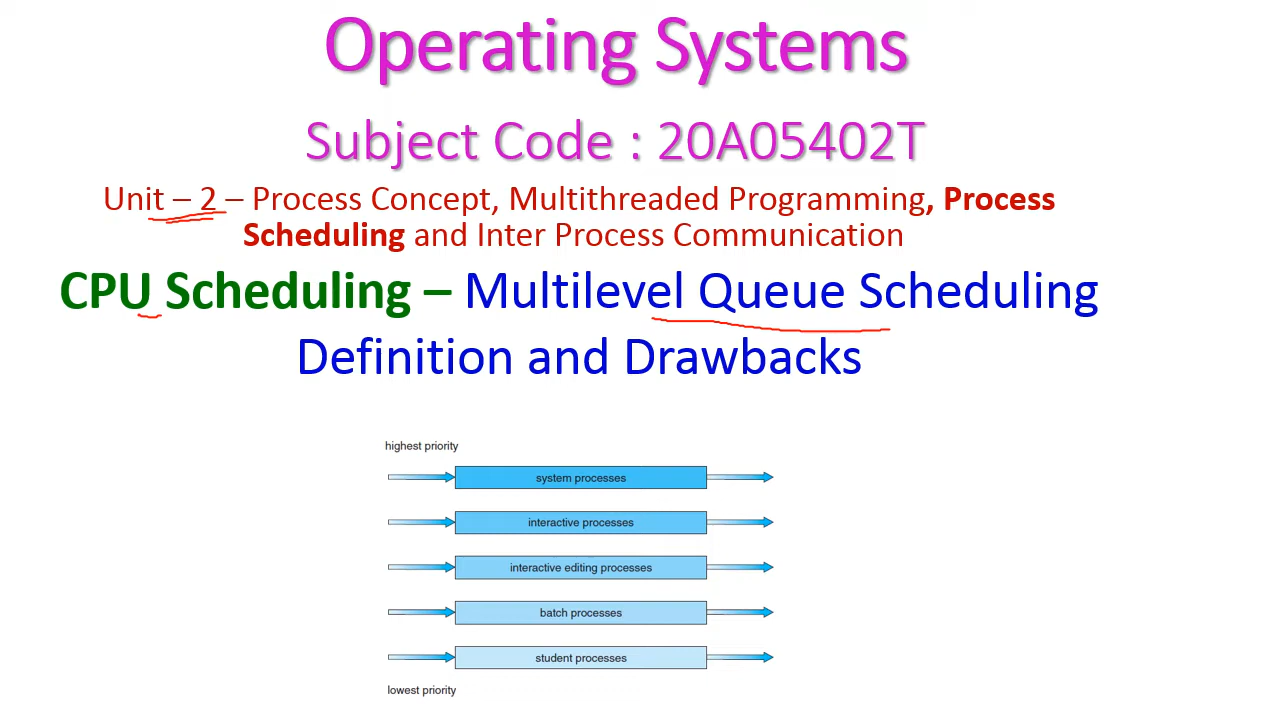 Operating Systems
Subject Code : 20A05402T
Unit – 2 – Process Concept, Multithreaded Programming, Process
Scheduling and Inter Process Communication
CPU Scheduling – Multilevel Queue Scheduling
Definition and Drawbacks
highest priority
system processes
interactive processes
interactive editing processes
batch processes
student processes
lowest priority